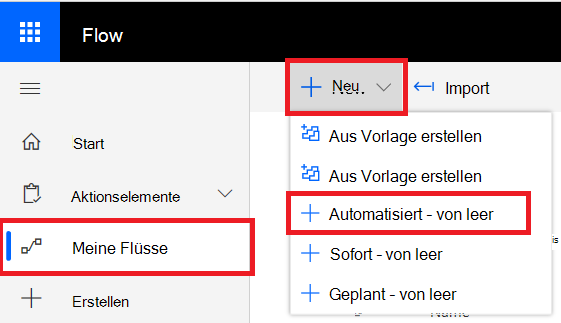 Flow
Neu.
Import
Start
Aktionselemente
Meine Flüsse
Erstellen
Aus Vorlage erstellen
Aus Vorlage erstellen
Automatisiert - von leer
Sofort - von leer
Geplant - von leer
is
Name